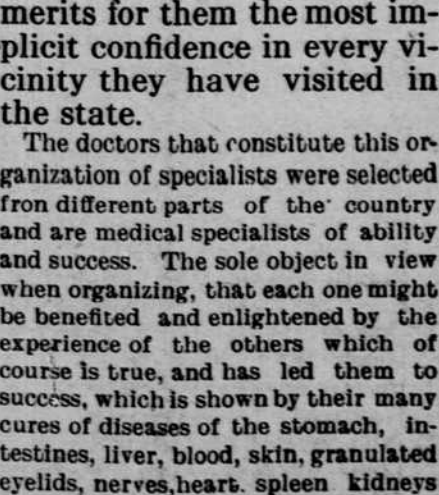 merits for them the most im-
plicit confidence in every vi-
cinity they have visited in
the state.
The doctors that constitute this or-
ganization of specialists were selected
fron different parts of the country
and are medical specialists of ability
and success. The sole object in view
when organizing, that each one might
be benefited and enlightened by the
experience of the others which of
course is true, and has led them to
success, which is shown by their many
cures of diseases of the stomach, in-
testines, liver, blood, skin, granulated
eyelids, nerves,heart. spleen kidneys